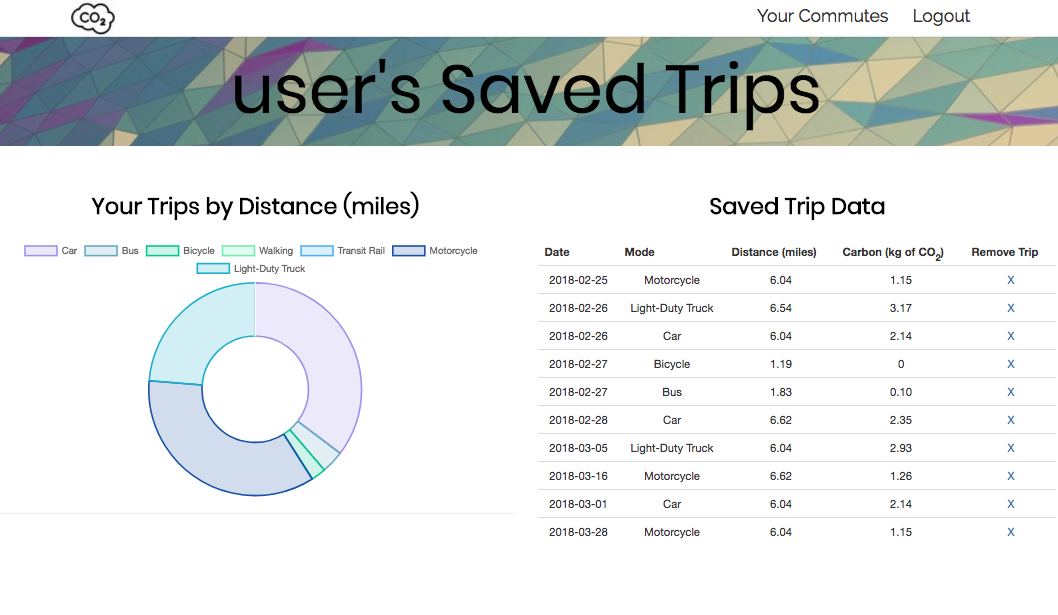 CO2
Your Commutes Logout
user's Saved Trips
Your Trips by Distance (miles)
Car Bus Bicycle Walking Transit Rail Motorcycle
Light-Duty Truck
Saved Trip Data
Date Mode Distance (miles) Carbon (kg of CO2) Remove Trip
2018-02-25 Motorcycle 6.04 1.15 X
2018-02-26 Light-Duty Truck 6.54 3.17 X
2018-02-26 Car 6.04 2.14 X
2018-02-27 Bicycle 1.19 0 X
2018-02-27 Bus 1.83 0.10 X
2018-02-28 Car 6.62 2.35 X
2018-03-05 Light-Duty Truck 6.04 2.93 X
2018-03-16 Motorcycle 6.62 1.26 X
2018-03-01 Car 6.04 2.14 X
2018-03-28 Motorcycle 6.04 1.15 X